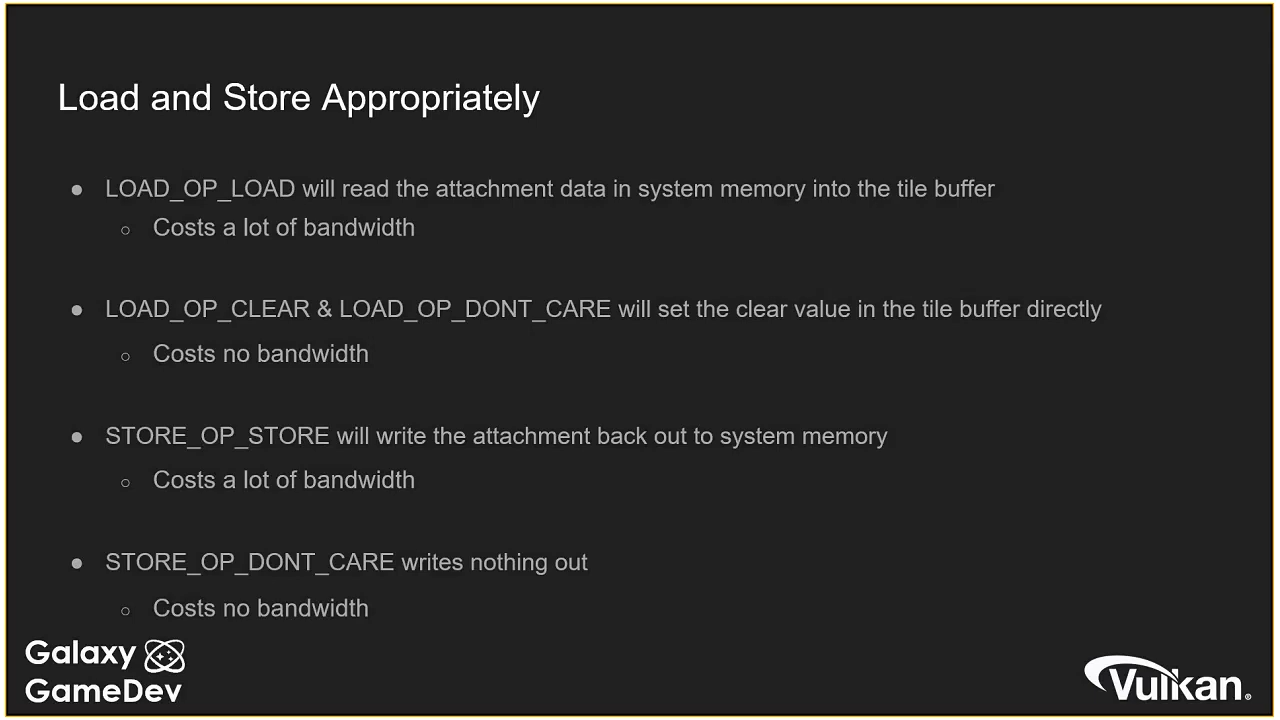 Load and Store Appropriately
● LOAD_OP_LOAD will read the attachment data in system memory into the tile buffer
○ Costs a lot of bandwidth
● LOAD_OP_CLEAR & LOAD_OP_DONT_CARE will set the clear value in the tile buffer directly
○ Costs no bandwidth
● STORE_OP_STORE will write the attachment back out to system memory
○ Costs a lot of bandwidth
● STORE_OP_DONT_CARE writes nothing out
○ Costs no bandwidth
Galaxy
GameDev
Vulkan®